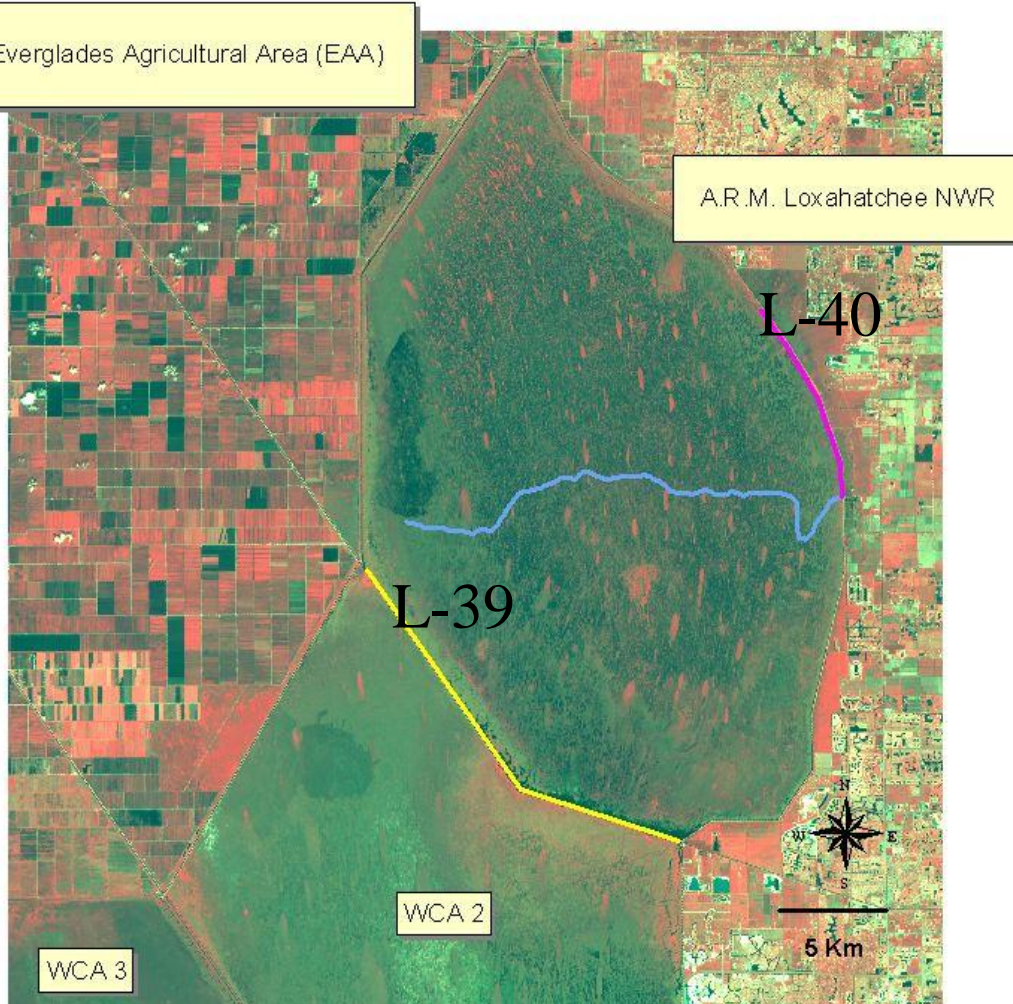 Everglades Agricultural Area (EAA)
A.R.M. Loxahatchee NWR
L-40
L-39
N
W E
S
5 Km
WCA 2
WCA 3